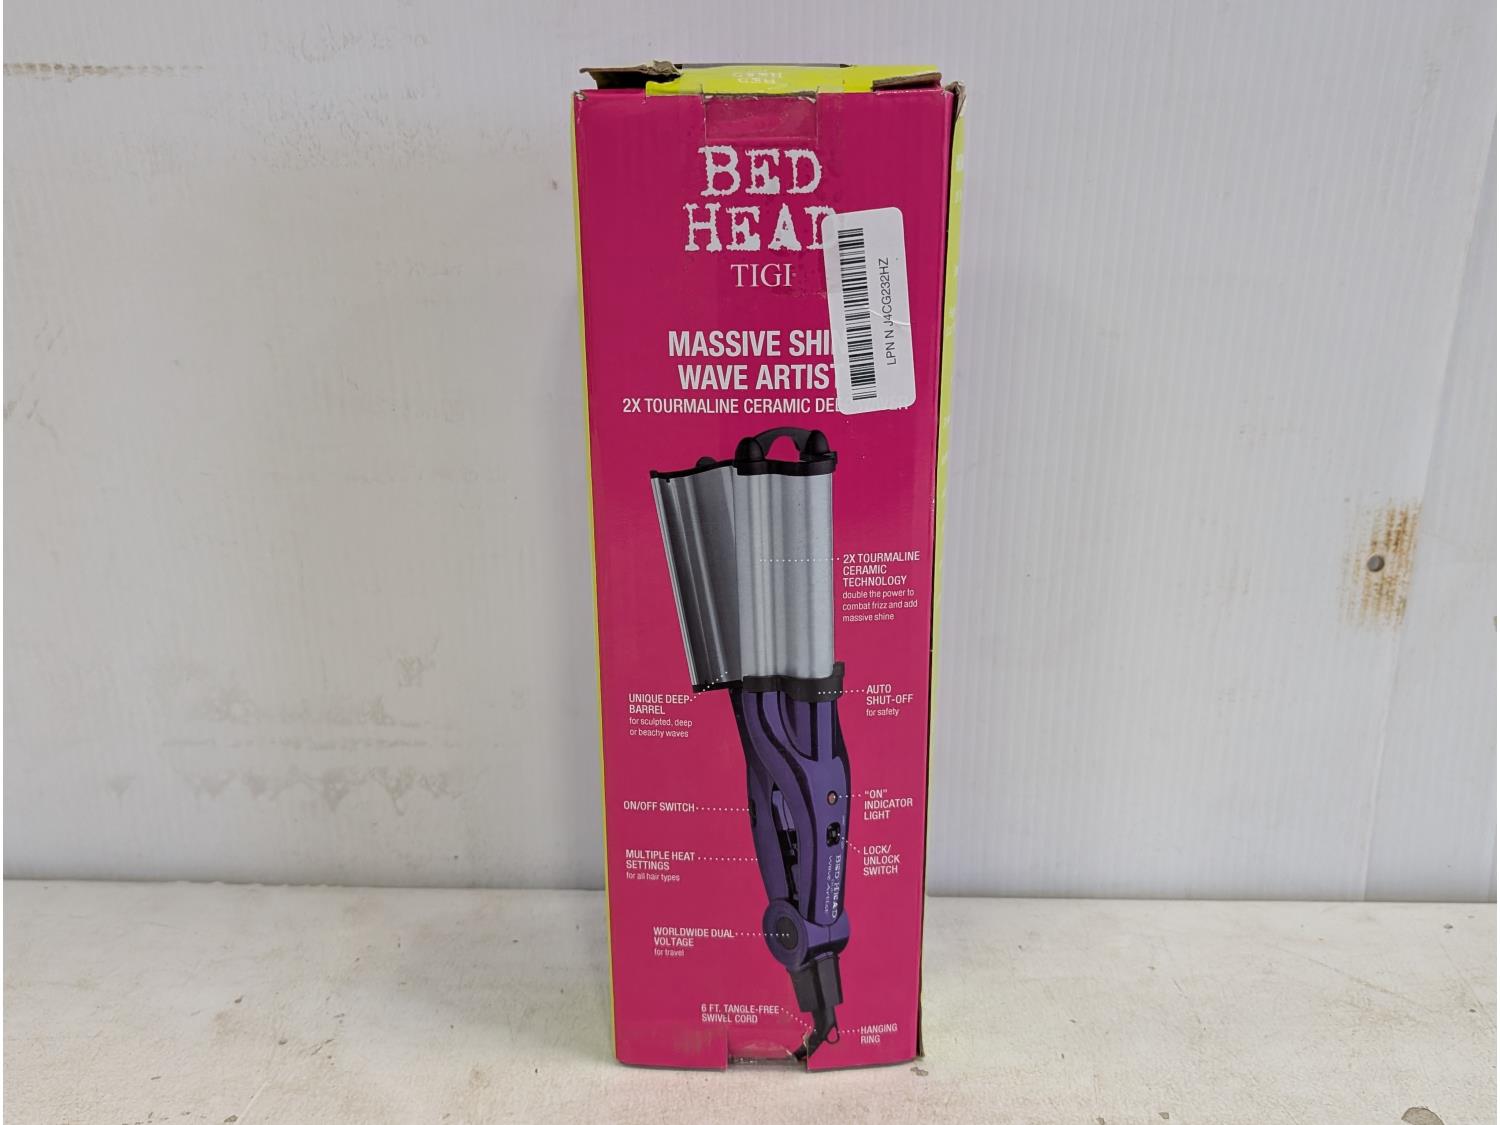 BED
HEAD
TIGI
MASSIVE
WAVE ARTIST
2X TOURMALINE CERAMIC
LPN N J4CG232HZ
2X TOURMALINE
CERAMIC
TECHNOLOGY
double the power to
combat frizz and add
massive shine
UNIQUE DEEP
BARREL
for sculpted, deep
or beachy waves
AUTO
SHUT-OFF
for safety
ON/OFF SWITCH
"ON"
INDICATOR
LIGHT
MULTIPLE HEAT
SETTINGS
for all hair types
LOCK/
UNLOCK
SWITCH
BED HEAD
Wave Artist
WORLDWIDE DUAL
VOLTAGE
for travel
6 FT. TANGLE-FREE
SWIVEL CORD
HANGING
RING